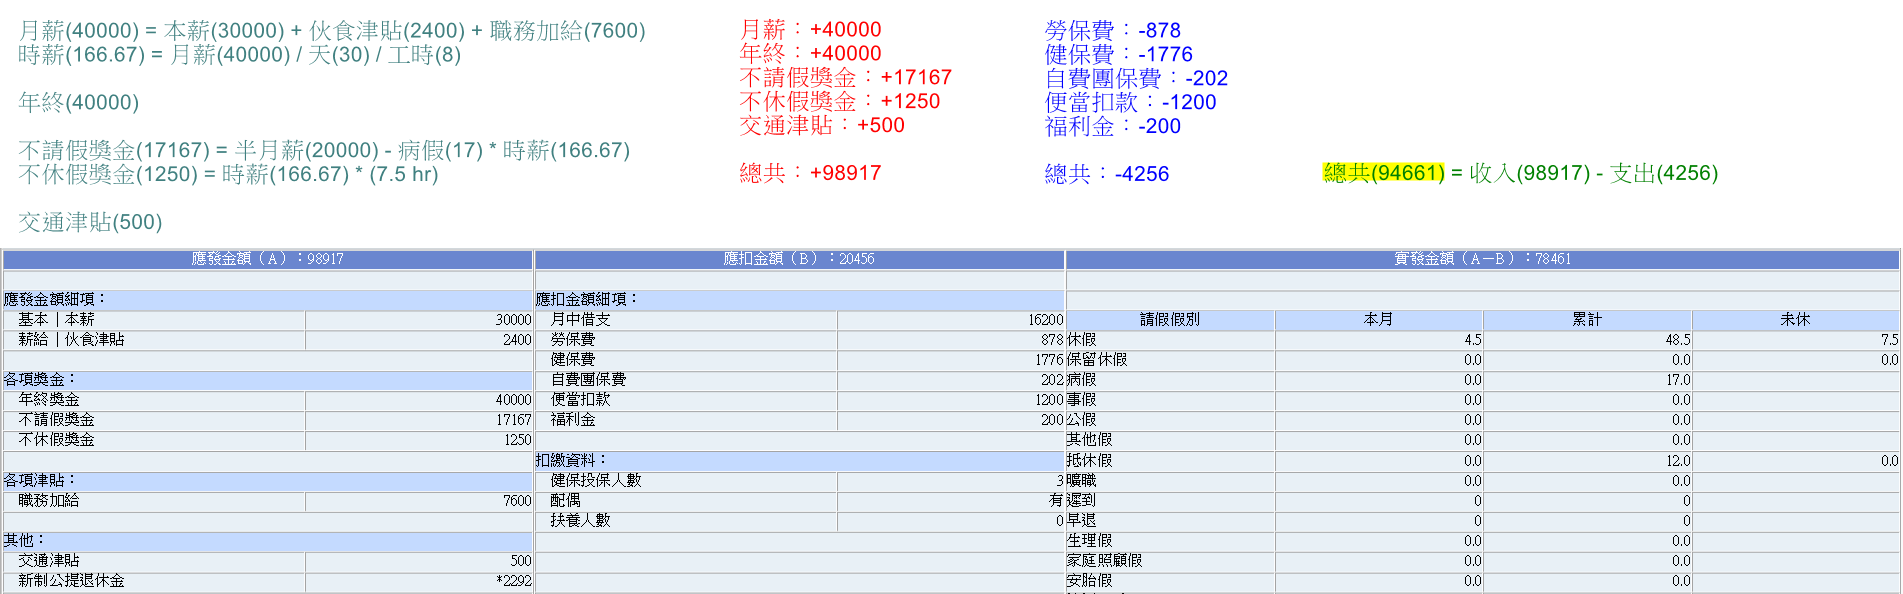 月薪(40000) = 本薪(30000) + 伙食津貼(2400) + 職務加給(7600)
時薪(166.67) = 月薪(40000) / 天(30) / 工時(8)
年終(40000)
不請假獎金(17167) = 半月薪(20000) - 病假(17) * 時薪(166.67)
不休假獎金(1250) = 時薪(166.67) * (7.5 hr)
交通津貼(500)
月薪：+40000
年終：+40000
不請假獎金：+17167
不休假獎金：+1250
交通津貼：+500
總共：+98917
勞保費：-878
健保費：-1776
自費團保費：-202
便當扣款：-1200
福利金：-200
總共：-4256
總共(94661) = 收入(98917) - 支出(4256)
應發金額（A）：98917
應發金額細項：
基本｜本薪 30000
薪給｜伙食津貼 2400
各項獎金：
年終獎金 40000
不請假獎金 17167
不休假獎金 1250
各項津貼：
職務加給 7600
其他：
交通津貼 500
新制公提退休金 *2292
應扣金額（B）：20456
應扣金額細項：
月中借支 16200
勞保費 878
健保費 1776
自費團保費 202
便當扣款 1200
福利金 200
扣繳資料：
健保投保人數 3
配偶 有
扶養人數 0
實發金額（A－B）：78461
請假假別 本月 累計 未休
休假 4.5 48.5 7.5
保留休假 0.0 0.0 0.0
病假 0.0 17.0
事假 0.0 0.0
公假 0.0 0.0
其他假 0.0 0.0
抵休假 0.0 12.0 0.0
曠職 0.0 0.0
遲到 0 0
早退 0 0
生理假 0.0 0.0
家庭照顧假 0.0 0.0
安胎假 0.0 0.0